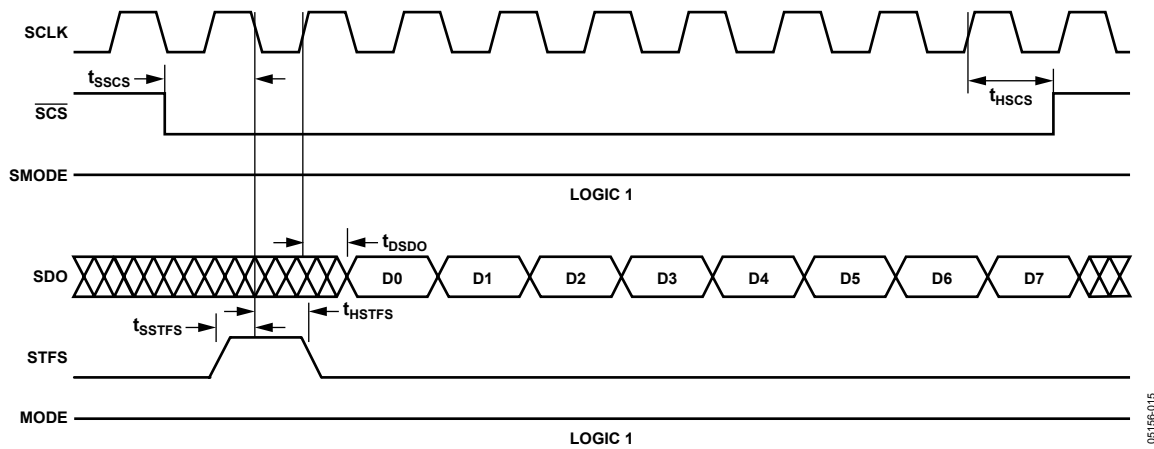 SCLK
tSSCS
SCS
tHSCS
SMODE
LOGIC 1
tDSDO
SDO
D0 D1 D2 D3 D4 D5 D6 D7
tHSTFS
tSSTFS
STFS
MODE
LOGIC 1
05156-015